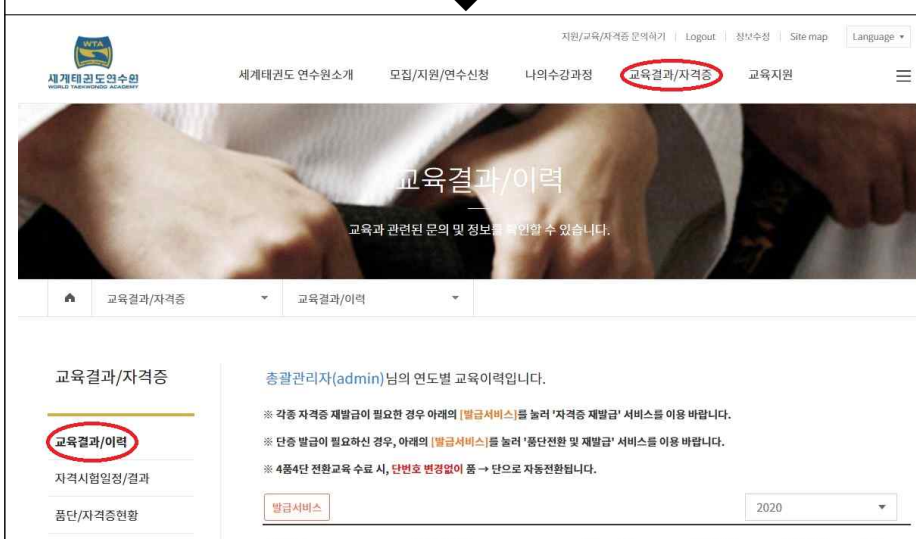 지원/교육/자격증 문의하기 | Logout | 정보수정 | Site map Language
WTA
세계태권도연수원
WORLD TAEKWONDO ACADEMY
세계태권도 연수원소개 모집/지원/연수신청 나의수강과정 교육결과/자격증 교육지원
교육결과/이력
교육과 관련된 문의 및 정보를 확인할 수 있습니다.
교육결과/자격증 교육결과/이력
교육결과/자격증
교육결과/이력
자격시험일정/결과
품단/자격증현황
총괄관리자(admin)님의 연도별 교육이력입니다.
※ 각종 자격증 재발급이 필요한 경우 아래의 [발급서비스]를 눌러 '자격증 재발급' 서비스를 이용 바랍니다.
※ 단증 발급이 필요하신 경우, 아래의 [발급서비스]를 눌러 '품단전환 및 재발급' 서비스를 이용 바랍니다.
※ 4품4단 전환교육 수료 시, 단번호 변경없이 품 → 단으로 자동전환됩니다.
발급서비스 2020